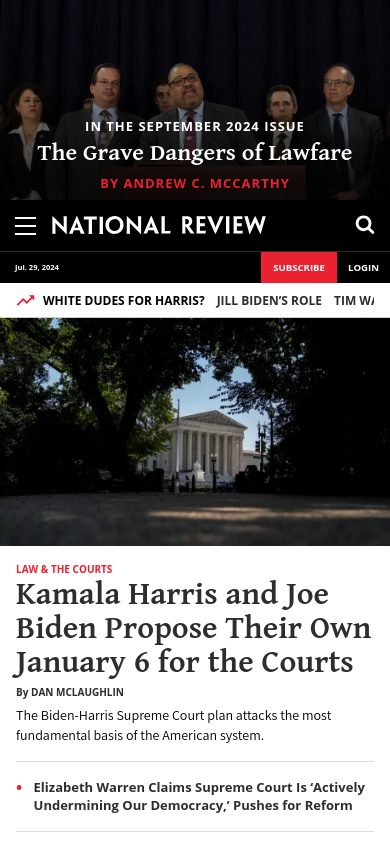 IN THE SEPTEMBER 2024 ISSUE
The Grave Dangers of Lawfare
BY ANDREW C. MCCARTHY
NATIONAL REVIEW
Jul. 29, 2024
SUBSCRIBE
LOGIN
WHITE DUDES FOR HARRIS? JILL BIDEN'S ROLE TIM
LAW & THE COURTS
Kamala Harris and Joe
Biden Propose Their Own
January 6 for the Courts
By DAN MCLAUGHLIN
The Biden-Harris Supreme Court plan attacks the most
fundamental basis of the American system.
• Elizabeth Warren Claims Supreme Court Is ‘Actively
Undermining Our Democracy,’ Pushes for Reform